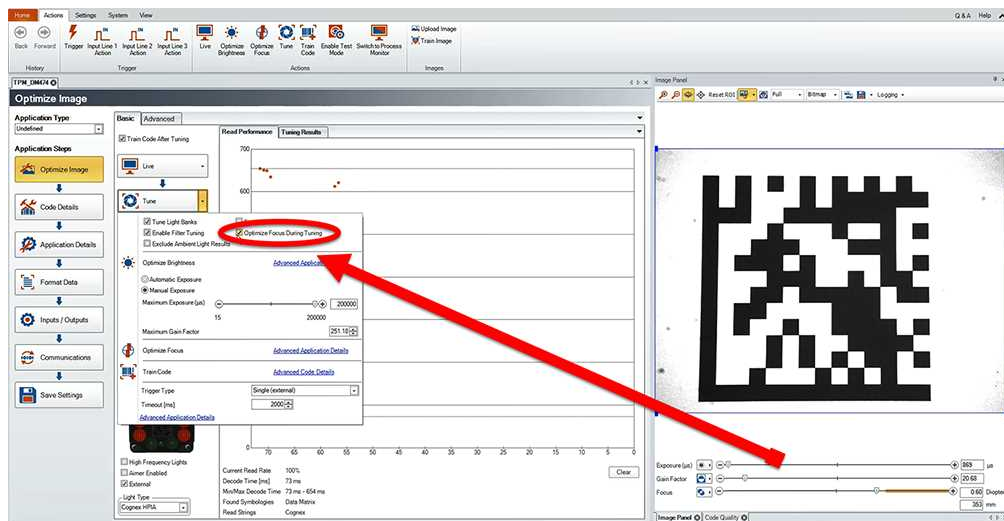 Home Actions Settings System View Q & A Help
Back Forward Trigger Input Line 1 Action Input Line 2 Action Input Line 3 Action Live Optimize Brightness Optimize Focus Tune Train Code Enable Test Mode Switch to Process Monitor Upload Image Train Image
IN IN IN
History Trigger Actions Images
TPM_DM474
Image Panel
Optimize Image
Reset ROI Full Bitmap Logging
Application Type
Undefined
Application Steps
Optimize Image
Code Details
Application Details
Format Data
Inputs / Outputs
Communications
Save Settings
Basic Advanced
Train Code After Tuning
Live
Tune
Read Performance Tuning Results
700
600
Tune Light Banks
Enable Filter Tuning Optimize Focus During Tuning
Exclude Ambient Light Results
Optimize Brightness Advanced Applicat
Automatic Exposure
Manual Exposure
Maximum Exposure (µs) 200000
15 200000
Maximum Gain Factor 251.18
Optimize Focus Advanced Application Details
Train Code Advanced Code Details
Trigger Type Single (external)
Timeout [ms] 2000
Advanced Application Details
0
70 65 60 55 50 45 40 35 30 25 20 15 10 5 0
High Frequency Lights
Aimer Enabled
External
Light Type
Cognex HPIA
Current Read Rate 100%
Decode Time [ms] 73 ms
Min/Max Decode Time 73 ms - 654 ms
Found Symbologies Data Matrix
Read Strings Cognex
Clear
Exposure (µs) 869 µs
Gain Factor 20.68
Focus 0.60 Diopter
353 mm
Image Panel Code Quality